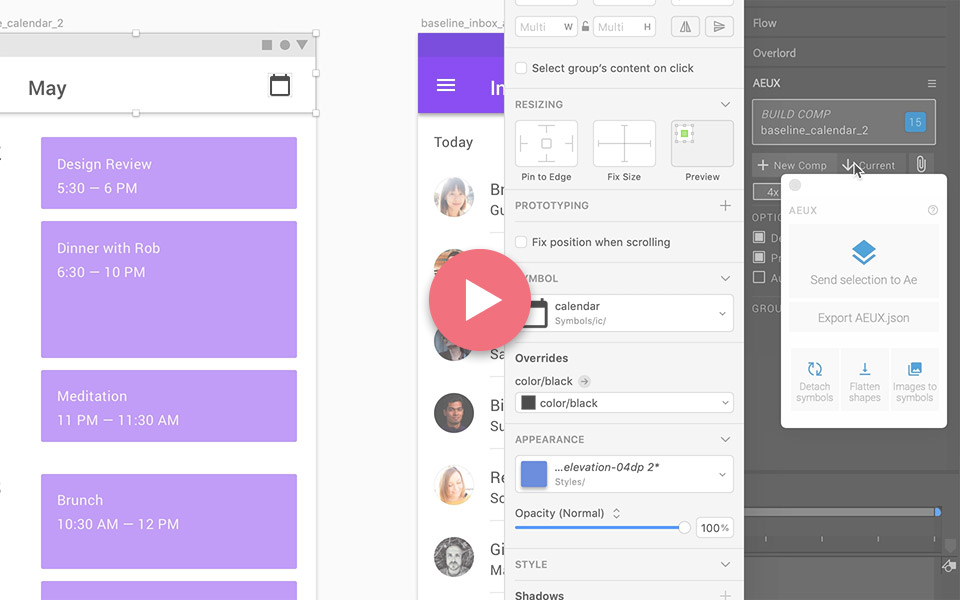 _calendar_2
May
Design Review
5:30 — 6 PM
Dinner with Rob
6:30 — 10 PM
Meditation
11 PM — 11:30 AM
Brunch
10:30 AM — 12 PM
baseline_inbox_
In
Today
Br
Gu
Sa
Bi
Su
Re
Sc
Gi
Ma
Multi W
Multi H
Select group's content on click
RESIZING
Pin to Edge
Fix Size
Preview
PROTOTYPING
Fix position when scrolling
SYMBOL
calendar
Symbols/ic/
Overrides
color/black
color/black
APPEARANCE
...elevation-04dp 2*
Styles/
Opacity (Normal)
100%
STYLE
Shadows
Flow
Overlord
AEUX
BUILD COMP
baseline_calendar_2
15
New Comp
Current
4x
OPTIO
De
Pr
Au
GROU
AEUX
Send selection to Ae
Export AEUX.json
Detach
symbols
Flatten
shapes
Images to
symbols